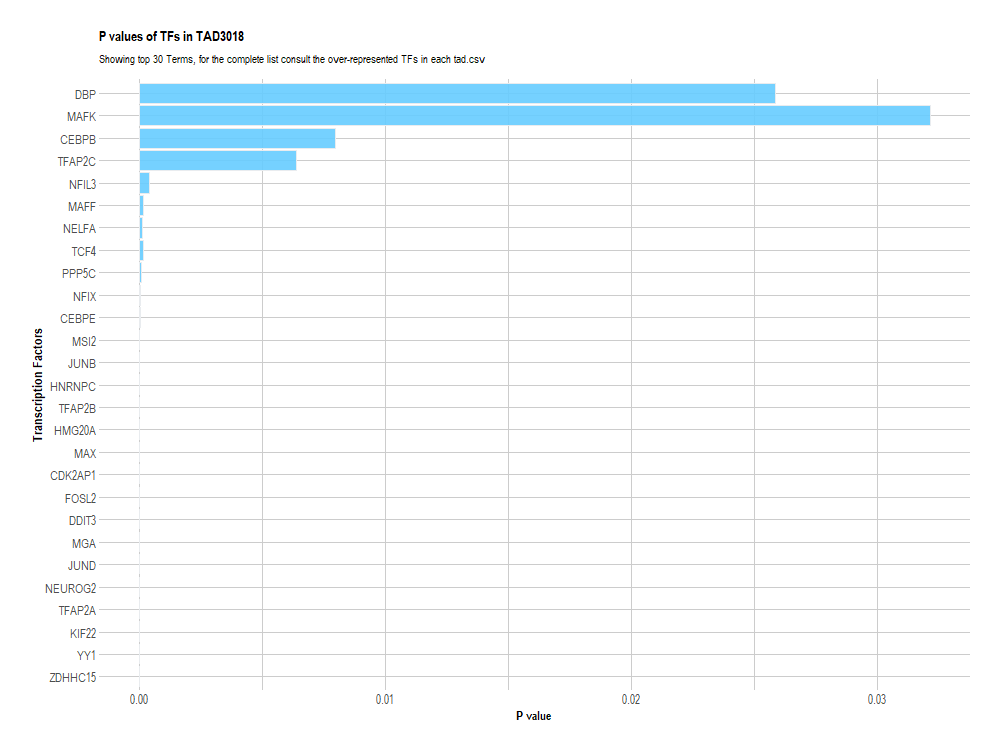 P values of TFs in TAD3018
Showing top 30 Terms, for the complete list consult the over-represented TFs in each tad.csv
Transcription Factors
DBP
MAFK
CEBPB
TFAP2C
NFIL3
MAFF
NELFA
TCF4
PPP5C
NFIX
CEBPE
MSI2
JUNB
HNRNPC
TFAP2B
HMG20A
MAX
CDK2AP1
FOSL2
DDIT3
MGA
JUND
NEUROG2
TFAP2A
KIF22
YY1
ZDHHC15
0.00 0.01 0.02 0.03
P value